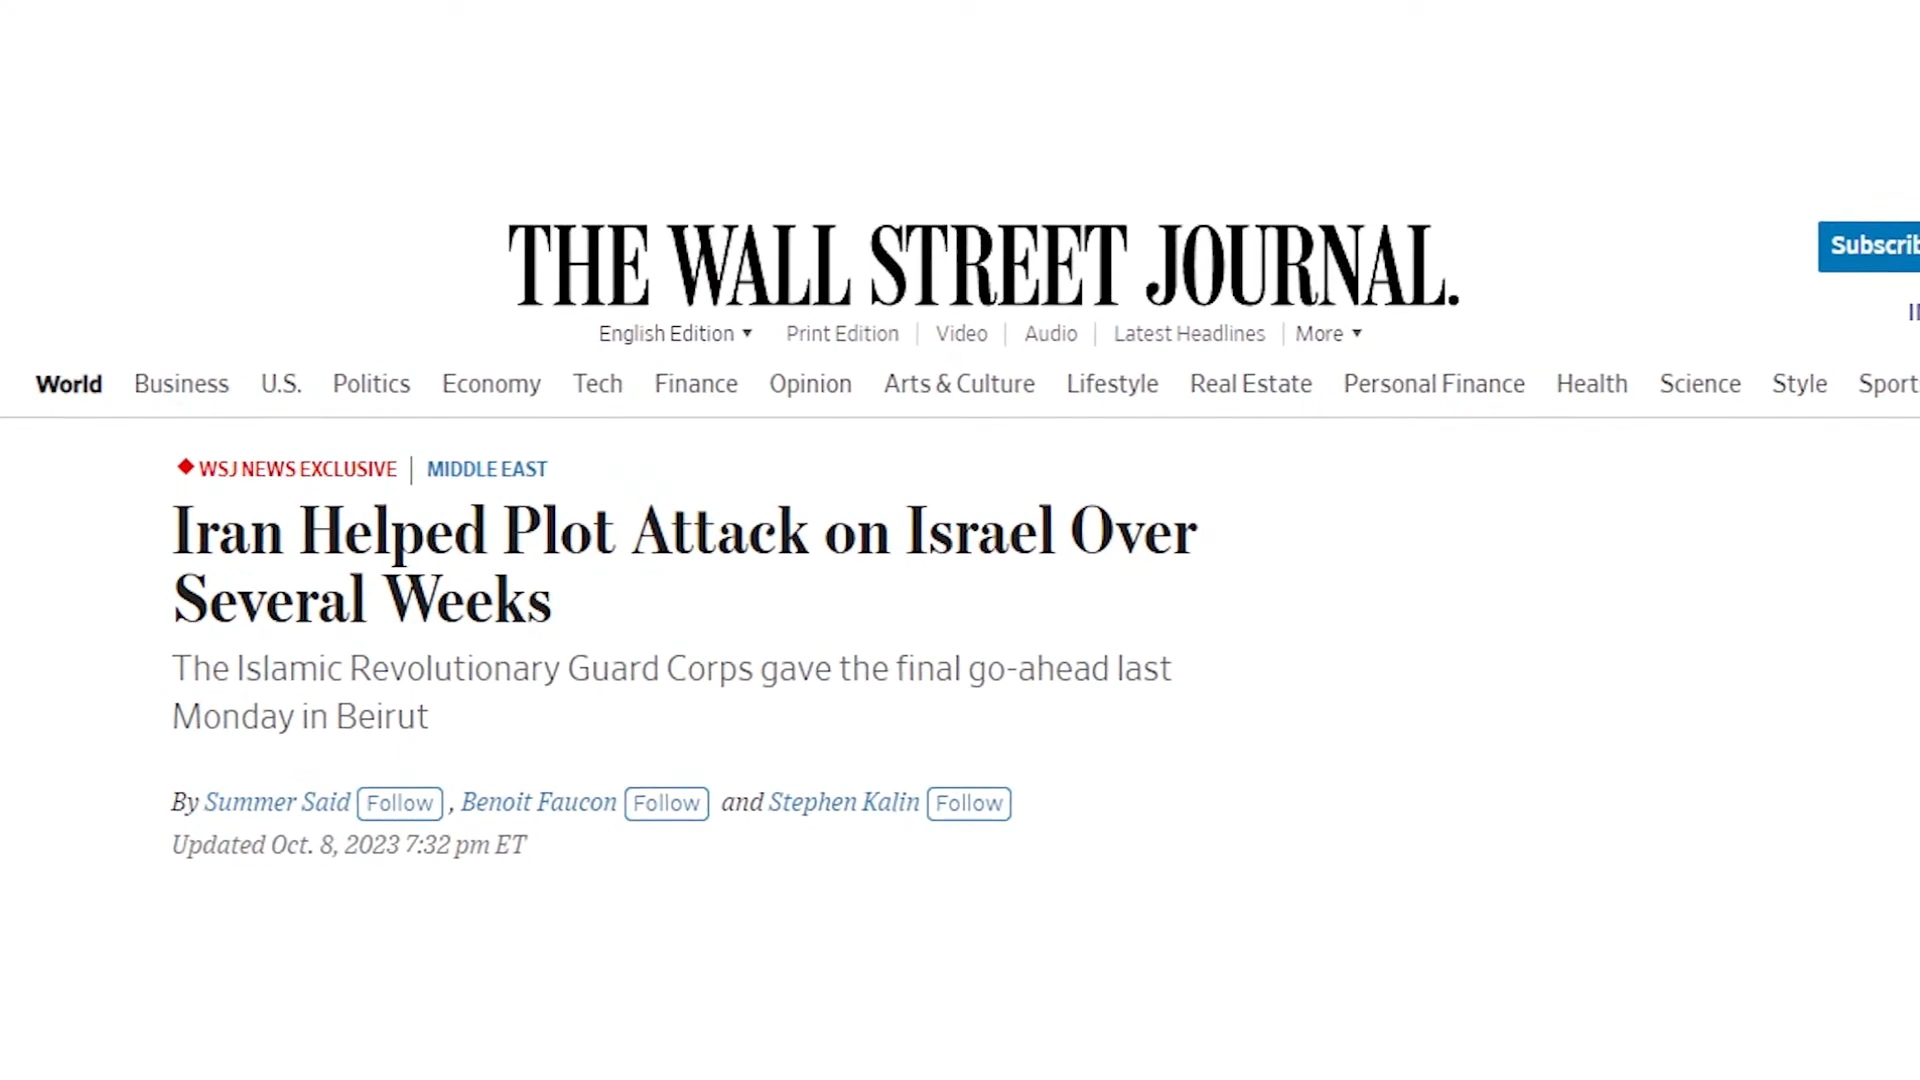 THE WALL STREET JOURNAL.
Subscrib
English Edition ▼ Print Edition | Video | Audio | Latest Headlines | More ▼
World Business U.S. Politics Economy Tech Finance Opinion Arts & Culture Lifestyle Real Estate Personal Finance Health Science Style Sport
WSJ NEWS EXCLUSIVE | MIDDLE EAST
Iran Helped Plot Attack on Israel Over
Several Weeks
The Islamic Revolutionary Guard Corps gave the final go-ahead last
Monday in Beirut
By Summer Said Follow , Benoit Faucon Follow and Stephen Kalin Follow
Updated Oct. 8, 2023 7:32 pm ET